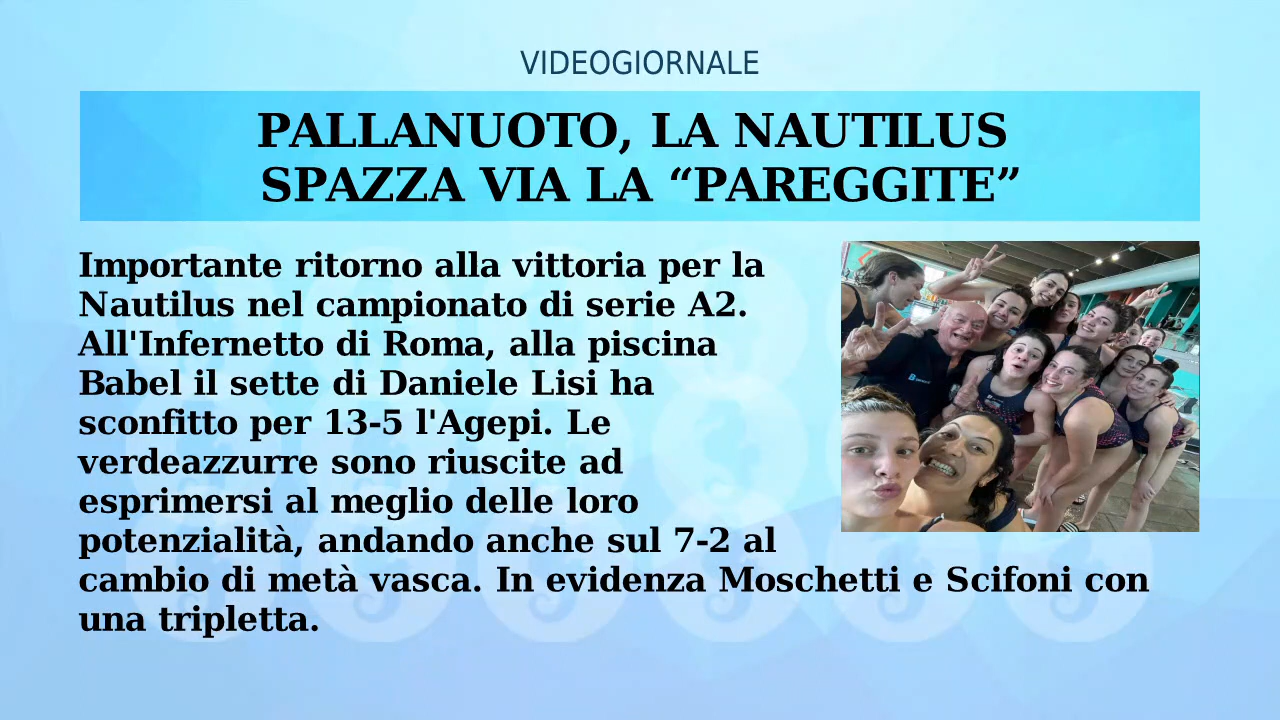 VIDEOGIORNALE
PALLANUOTO, LA NAUTILUS
SPAZZA VIA LA “PAREGGITE”
Importante ritorno alla vittoria per la
Nautilus nel campionato di serie A2.
All'Infernetto di Roma, alla piscina
Babel il sette di Daniele Lisi ha
sconfitto per 13-5 l'Agepi. Le
verdeazzurre sono riuscite ad
esprimersi al meglio delle loro
potenzialità, andando anche sul 7-2 al
cambio di metà vasca. In evidenza Moschetti e Scifoni con
una tripletta.